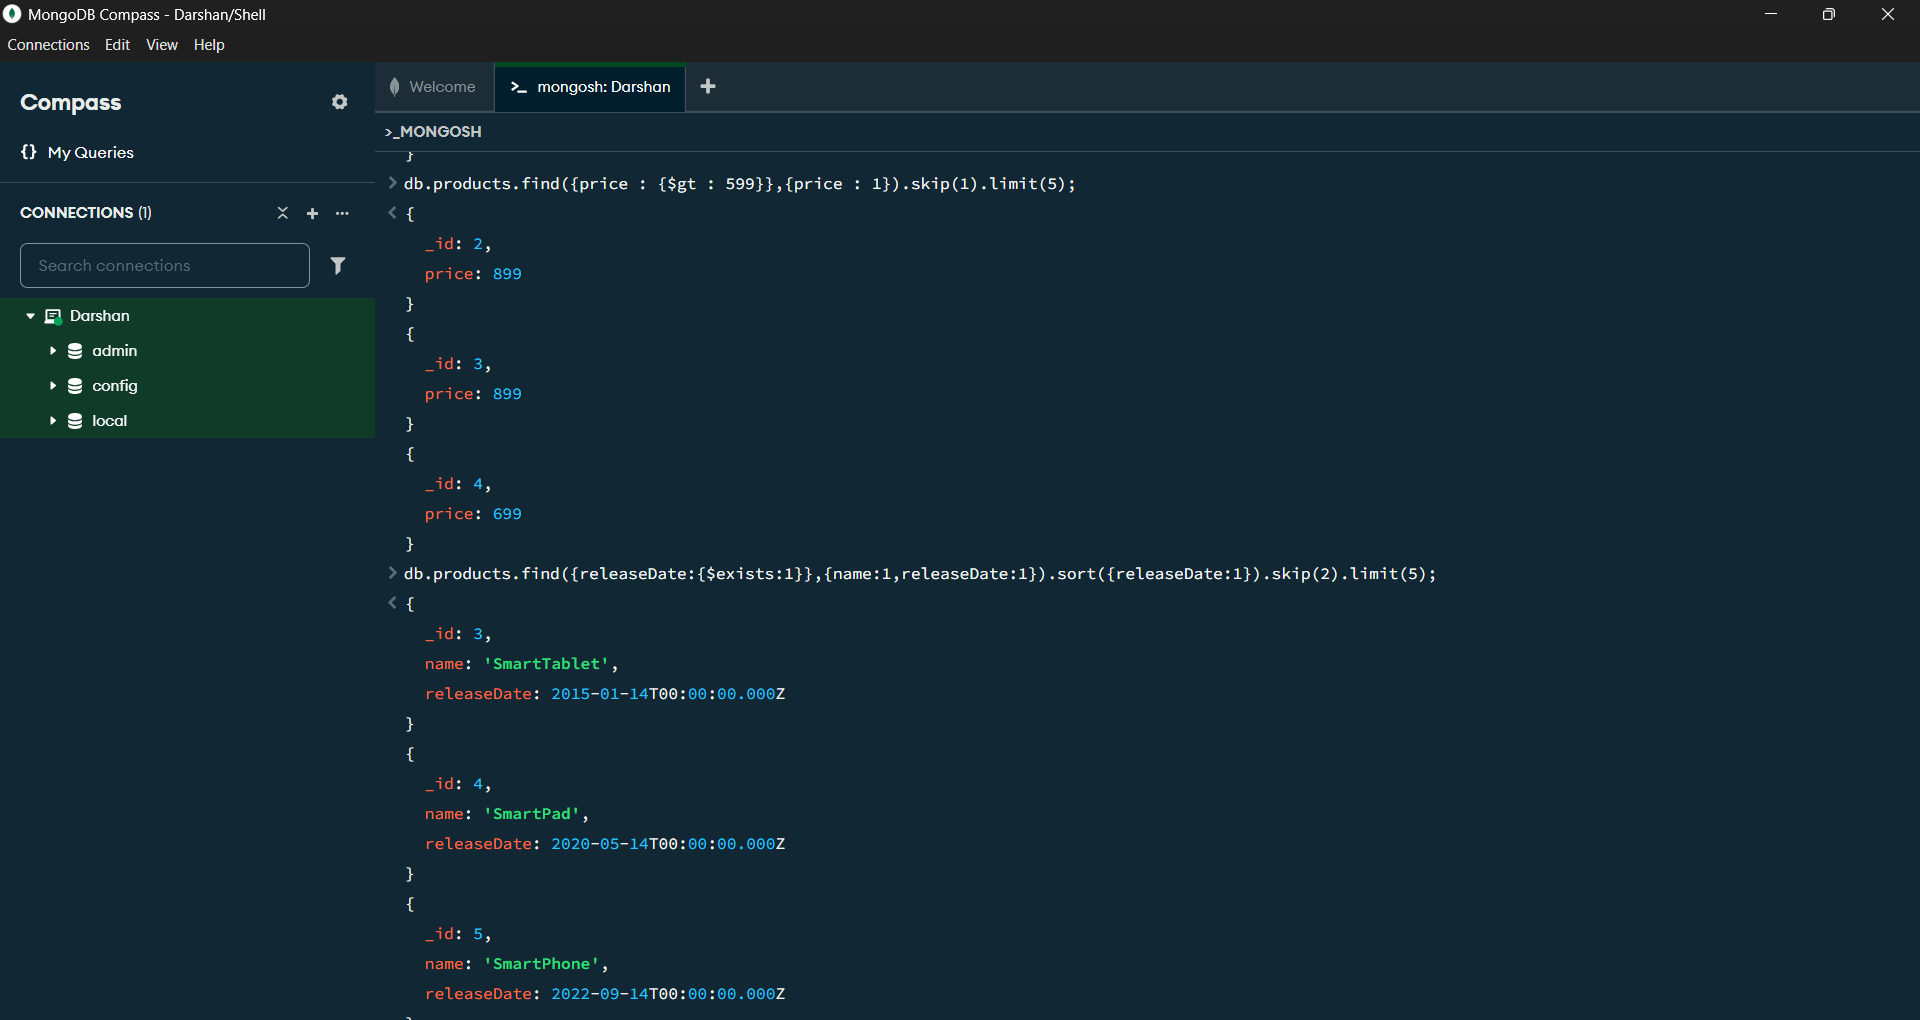 MongoDB Compass - Darshan/Shell
Connections Edit View Help
Compass
{} My Queries
CONNECTIONS (1)
Search connections
Darshan
admin
config
local
Welcome
>_ mongosh: Darshan
>_MONGOSH
}
> db.products.find({price : {$gt : 599}},{price : 1}).skip(1).limit(5);
< {
_id: 2,
price: 899
}
{
_id: 3,
price: 899
}
{
_id: 4,
price: 699
}
> db.products.find({releaseDate:{$exists:1}},{name:1,releaseDate:1}).sort({releaseDate:1}).skip(2).limit(5);
< {
_id: 3,
name: 'SmartTablet',
releaseDate: 2015-01-14T00:00:00.000Z
}
{
_id: 4,
name: 'SmartPad',
releaseDate: 2020-05-14T00:00:00.000Z
}
{
_id: 5,
name: 'SmartPhone',
releaseDate: 2022-09-14T00:00:00.000Z
}